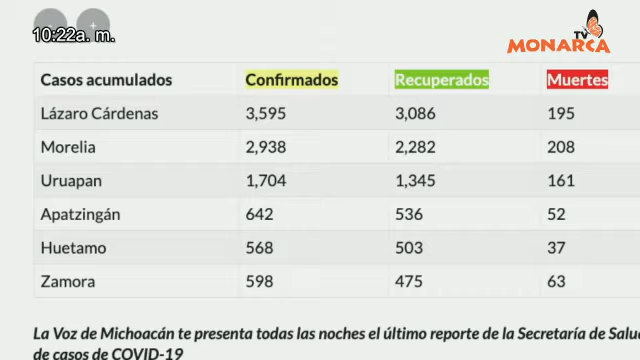 10:22a. m.
TV
MONARCA
Casos acumulados Confirmados Recuperados Muertes
Lázaro Cárdenas 3,595 3,086 195
Morelia 2,938 2,282 208
Uruapan 1,704 1,345 161
Apatzingán 642 536 52
Huetamo 568 503 37
Zamora 598 475 63
La Voz de Michoacán te presenta todas las noches el último reporte de la Secretaría de Salu
de casos de COVID-19